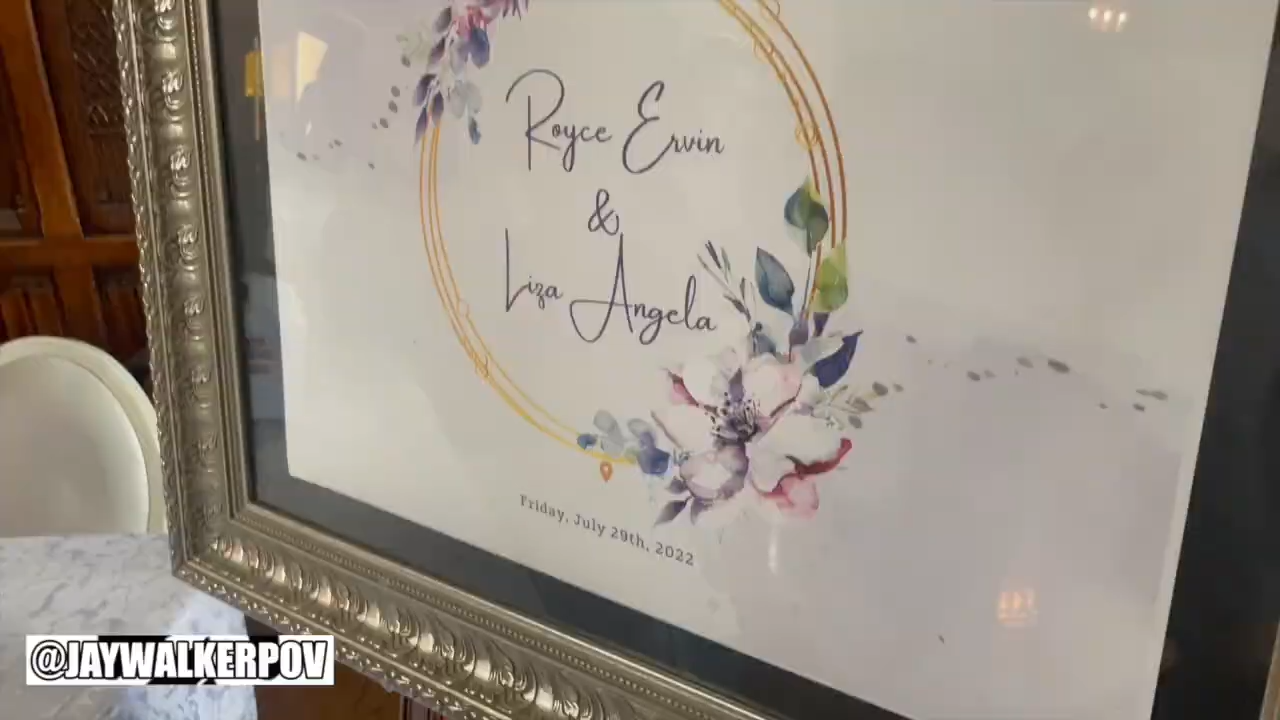 Royce Ervin
&
Liza Angela
Friday, July 29th, 2022
@JAYWALKERPOV